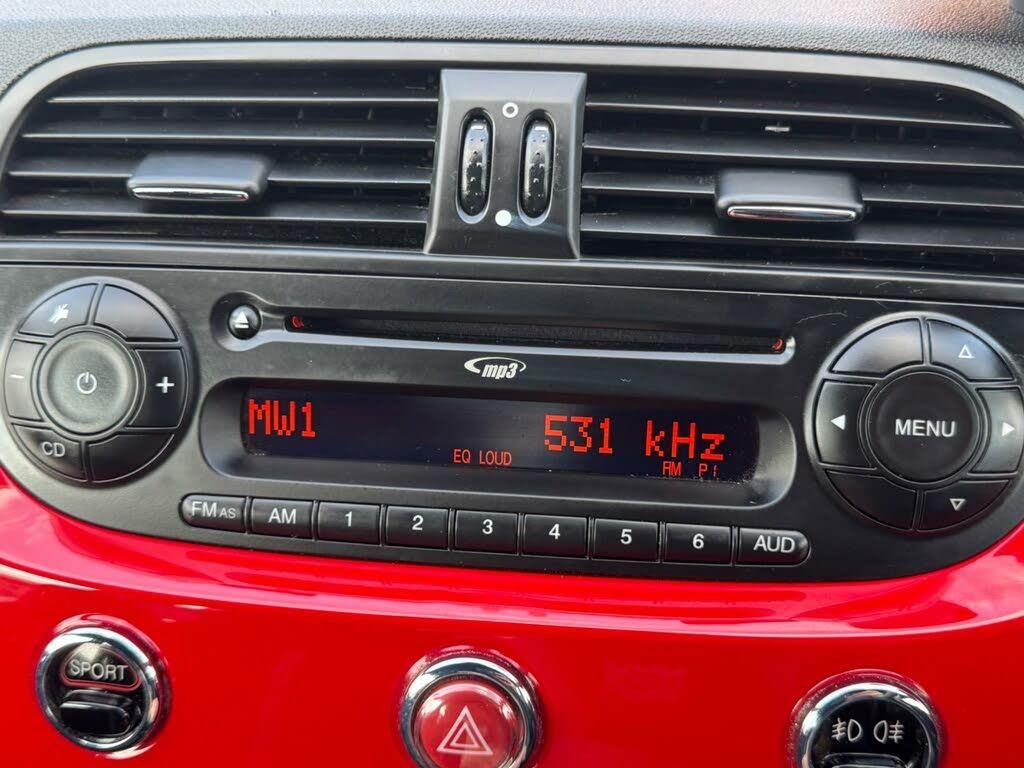 mp3
MW1 531 kHz
EQ LOUD AM P1
CD
MENU
FM AS AM 1 2 3 4 5 6 AUD
SPORT